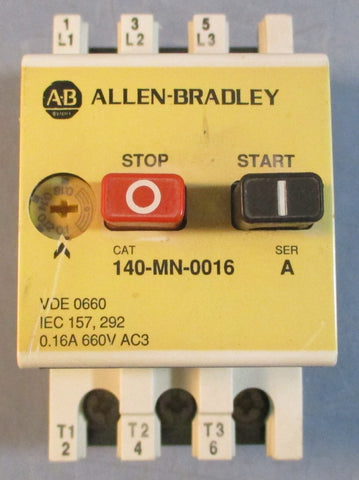 1 3 5
L1 L2 L3
A-B ALLEN-BRADLEY
STOP START
CAT SER
140-MN-0016 A
VDE 0660
IEC 157, 292
0.16A 660V AC3
T1 T2 T3
2 4 6